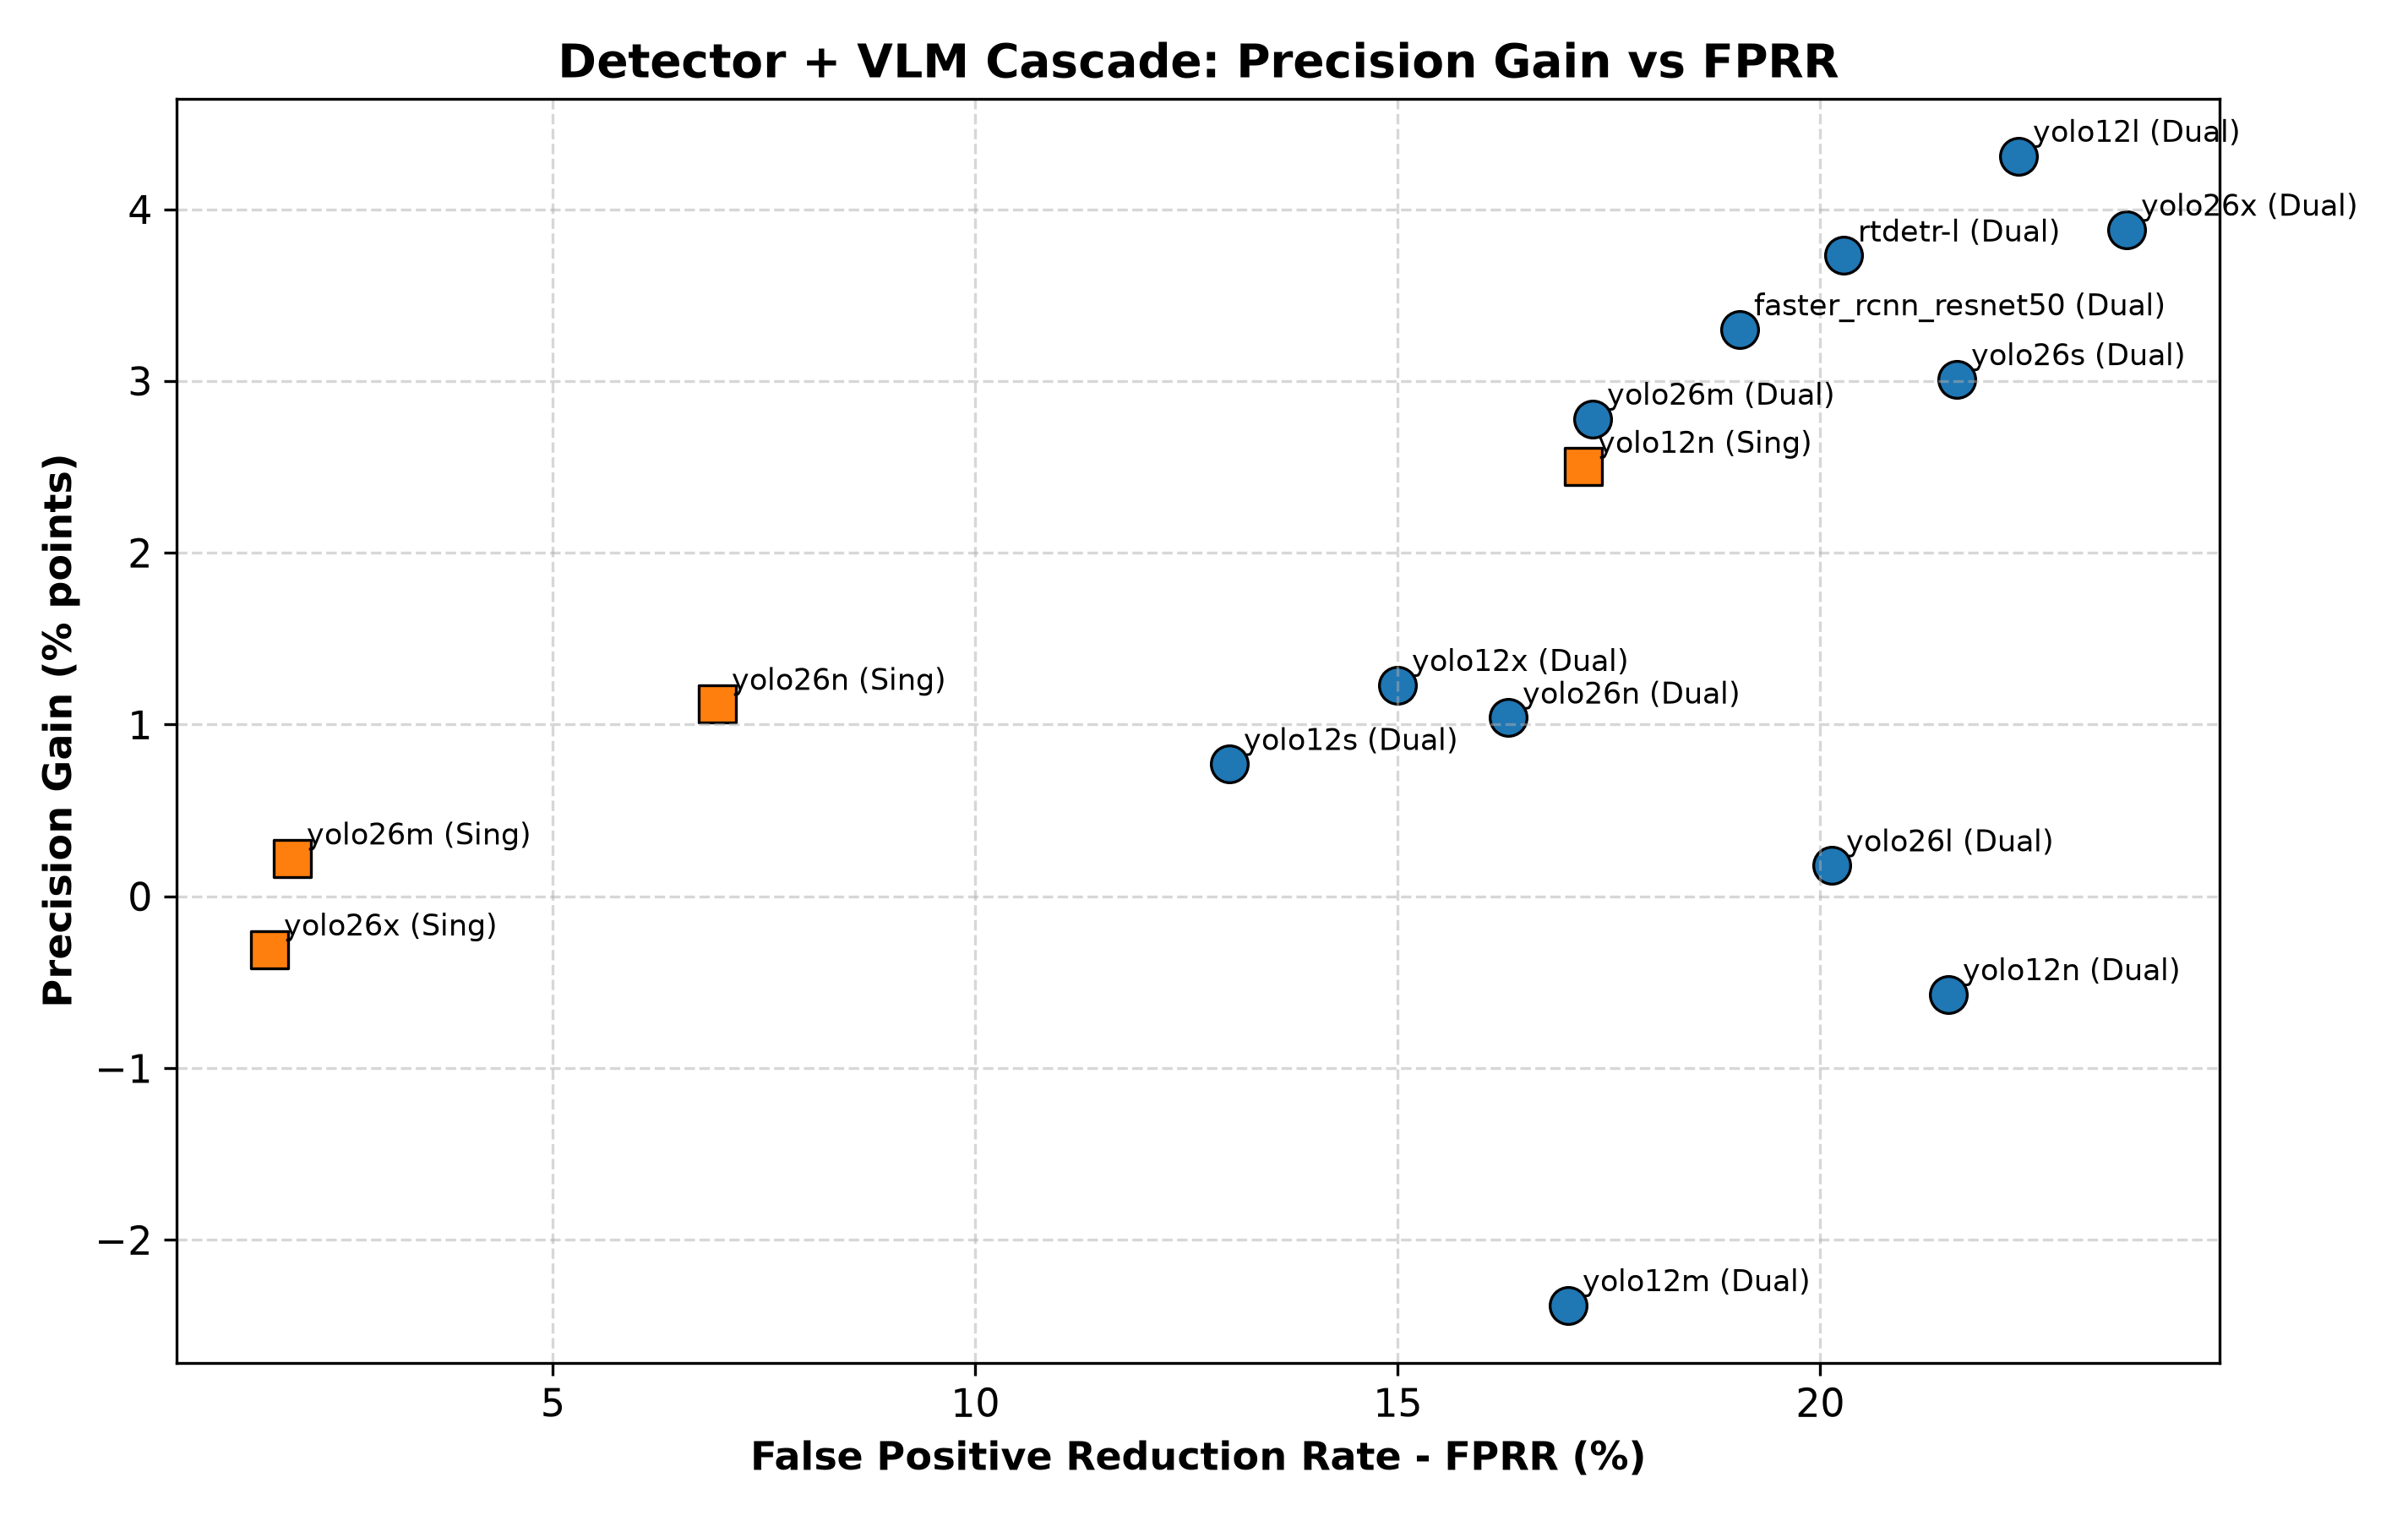 Detector + VLM Cascade: Precision Gain vs FPRR
yolo12l (Dual)
yolo26x (Dual)
rtdetr-l (Dual)
faster_rcnn_resnet50 (Dual)
yolo26s (Dual)
yolo26m (Dual)
yolo12n (Sing)
yolo12x (Dual)
yolo26n (Sing)
yolo26n (Dual)
yolo12s (Dual)
yolo26m (Sing)
yolo26l (Dual)
yolo26x (Sing)
yolo12n (Dual)
yolo12m (Dual)
4
3
2
1
0
−1
−2
Precision Gain (% points)
5 10 15 20
False Positive Reduction Rate - FPRR (%)